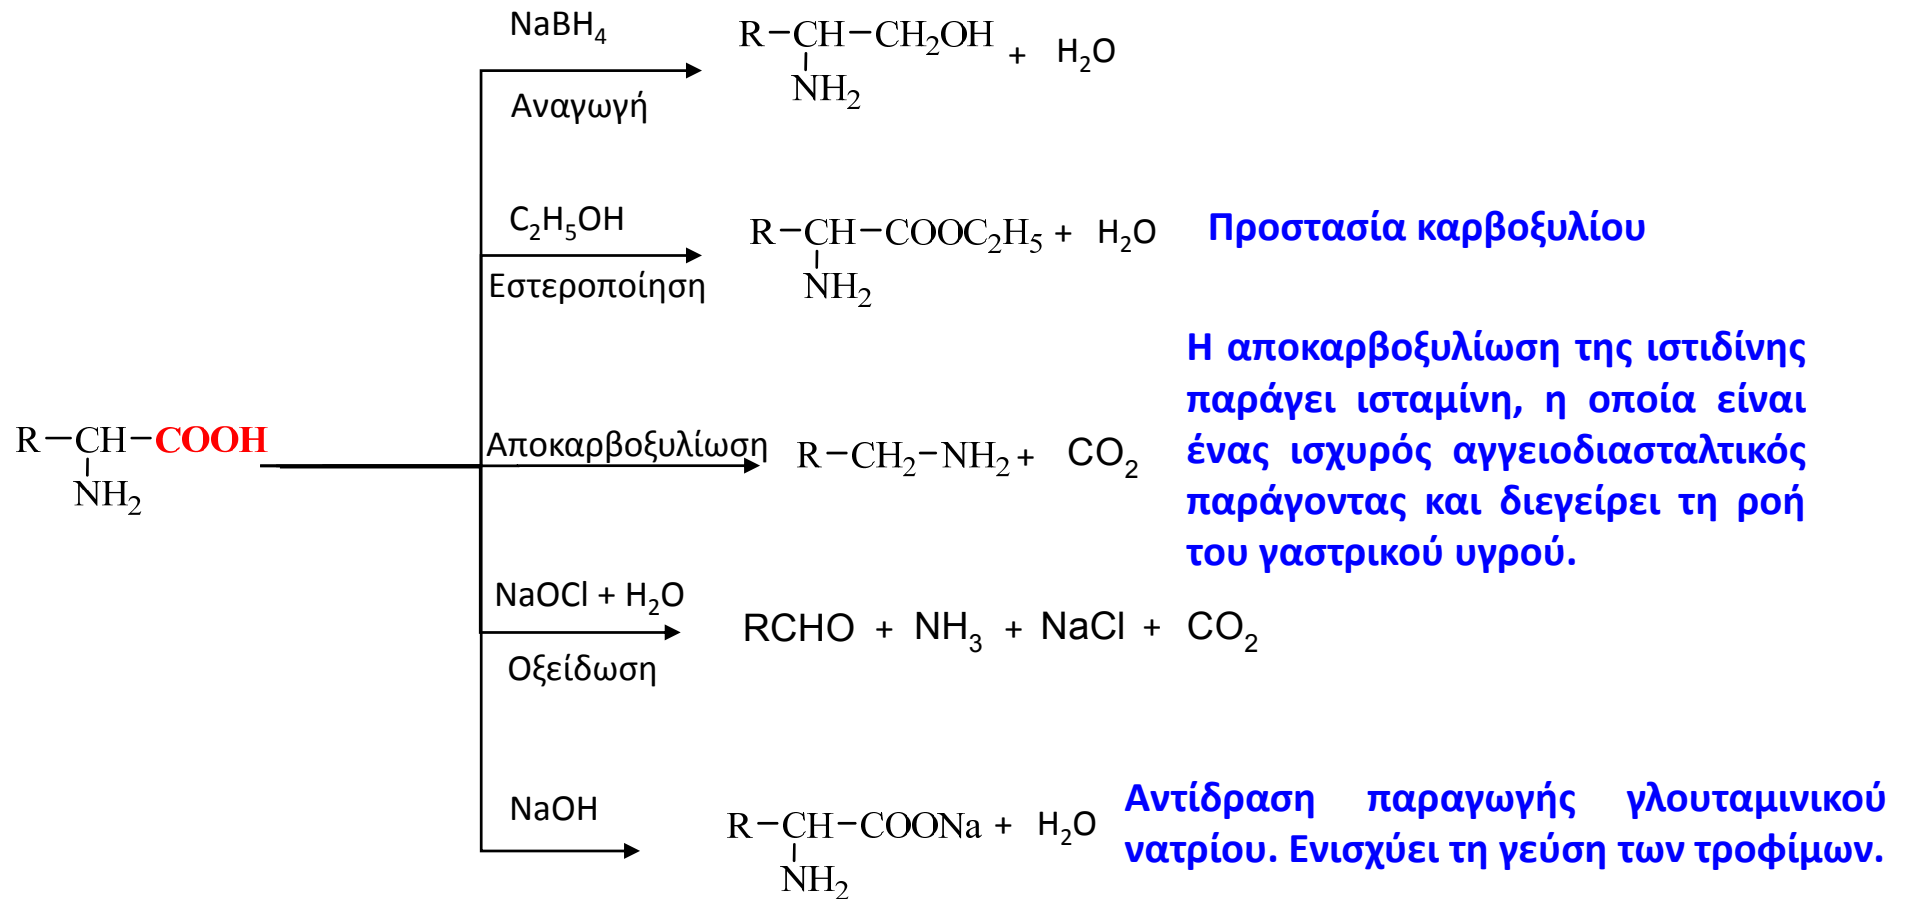 NaBH4
R-CH-CH2OH + H2O
NH2
Αναγωγή
C2H5OH
R-CH-COOC2H5 + H2O
NH2
Εστεροποίηση
Προστασία καρβοξυλίου
R-CH-COOH
NH2
Αποκαρβοξυλίωση
R-CH2-NH2 + CO2
Η αποκαρβοξυλίωση της ιστιδίνης
παράγει ισταμίνη, η οποία είναι
ένας ισχυρός αγγειοδιασταλτικός
παράγοντας και διεγείρει τη ροή
του γαστρικού υγρού.
NaOCl + H2O
RCHO + NH3 + NaCl + CO2
Οξείδωση
NaOH
R-CH-COONa + H2O
NH2
Αντίδραση παραγωγής γλουταμινικού
νατρίου. Ενισχύει τη γεύση των τροφίμων.